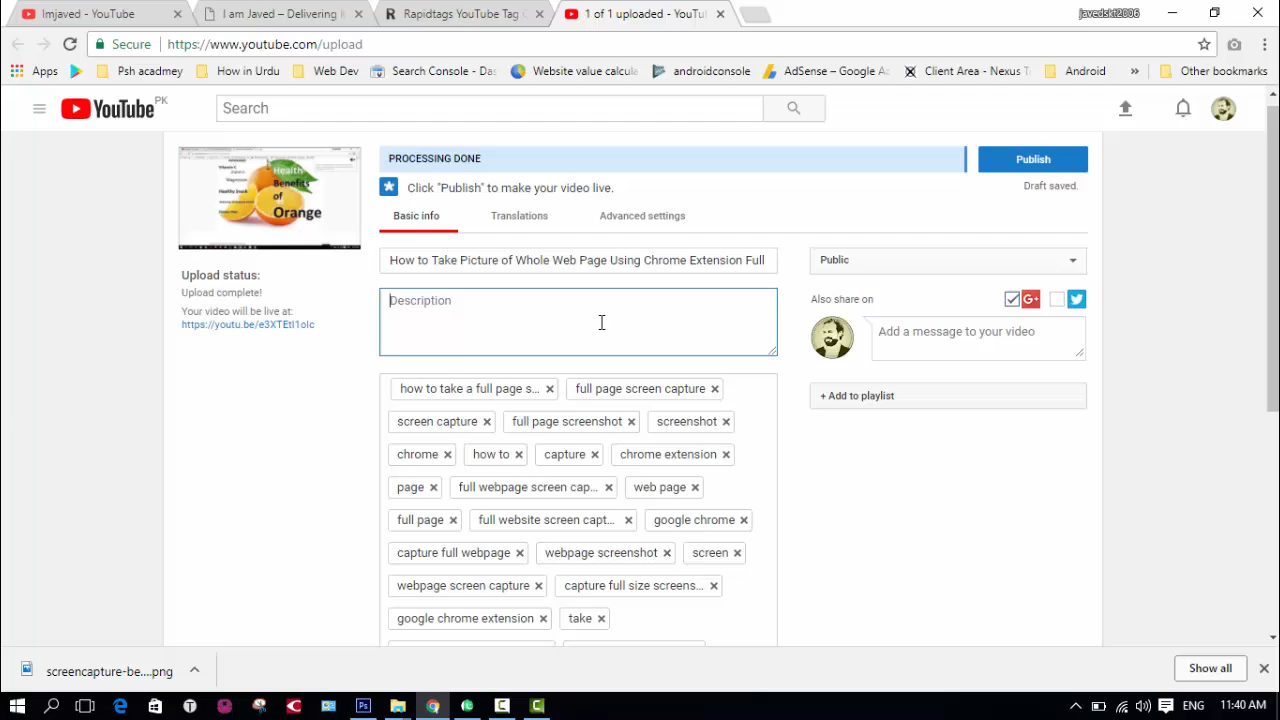 Imjaved - YouTube
I am Javed – Delivering
Rapidtags YouTube Tag
1 of 1 uploaded - YouTu
javedskt2006
Secure
https://www.youtube.com/upload
Apps
Psh acadmey
How in Urdu
Web Dev
Search Console - Das
Website value calcula
androidconsole
AdSense – Google A
Client Area - Nexus T
Android
»
Other bookmarks
YouTube PK
Search
PROCESSING DONE
Publish
Click "Publish" to make your video live.
Draft saved.
Basic info
Translations
Advanced settings
Health
Benefits
of
Orange
Upload status:
Upload complete!
Your video will be live at:
https://youtu.be/e3XTEtI1oIc
How to Take Picture of Whole Web Page Using Chrome Extension Full
Description
Public
Also share on
G+
Add a message to your video
+ Add to playlist
how to take a full page s...
full page screen capture
screen capture
full page screenshot
screenshot
chrome
how to
capture
chrome extension
page
full webpage screen cap...
web page
full page
full website screen capt...
google chrome
capture full webpage
webpage screenshot
screen
webpage screen capture
capture full size screens...
google chrome extension
take
screencapture-be....png
Show all
ENG
11:40 AM